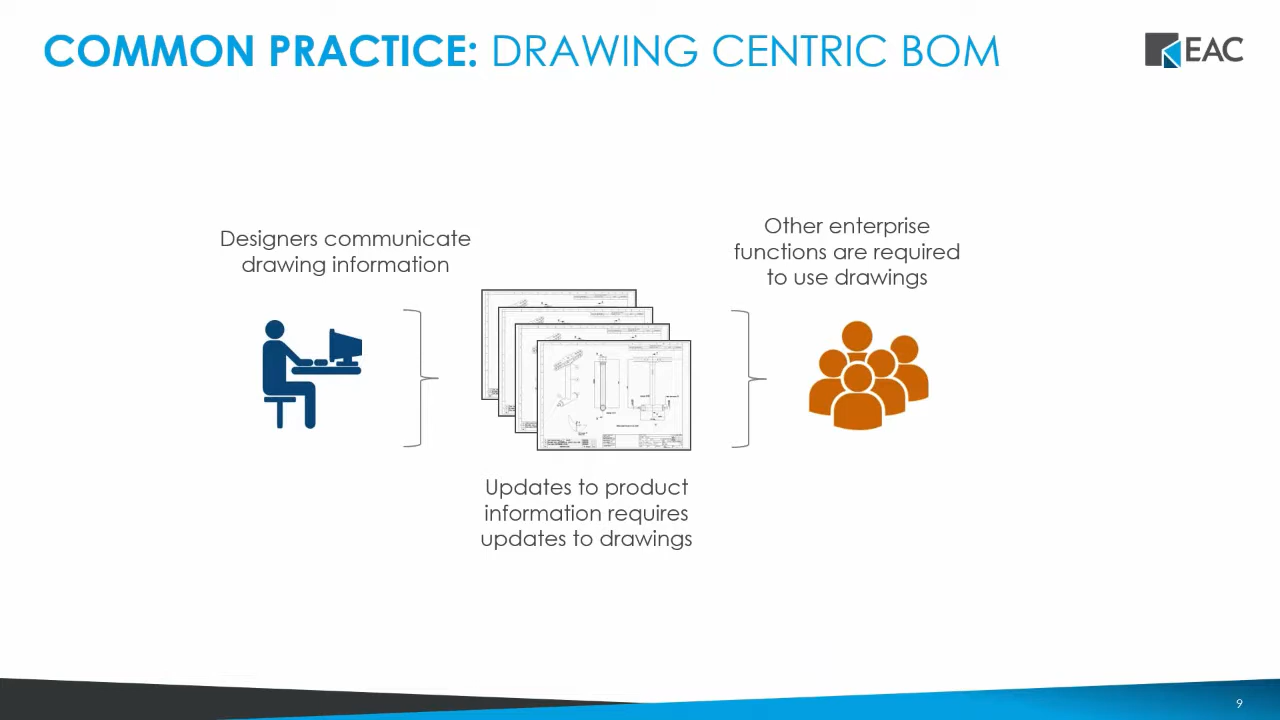 COMMON PRACTICE: DRAWING CENTRIC BOM
EAC
Designers communicate
drawing information
Other enterprise
functions are required
to use drawings
Updates to product
information requires
updates to drawings
9